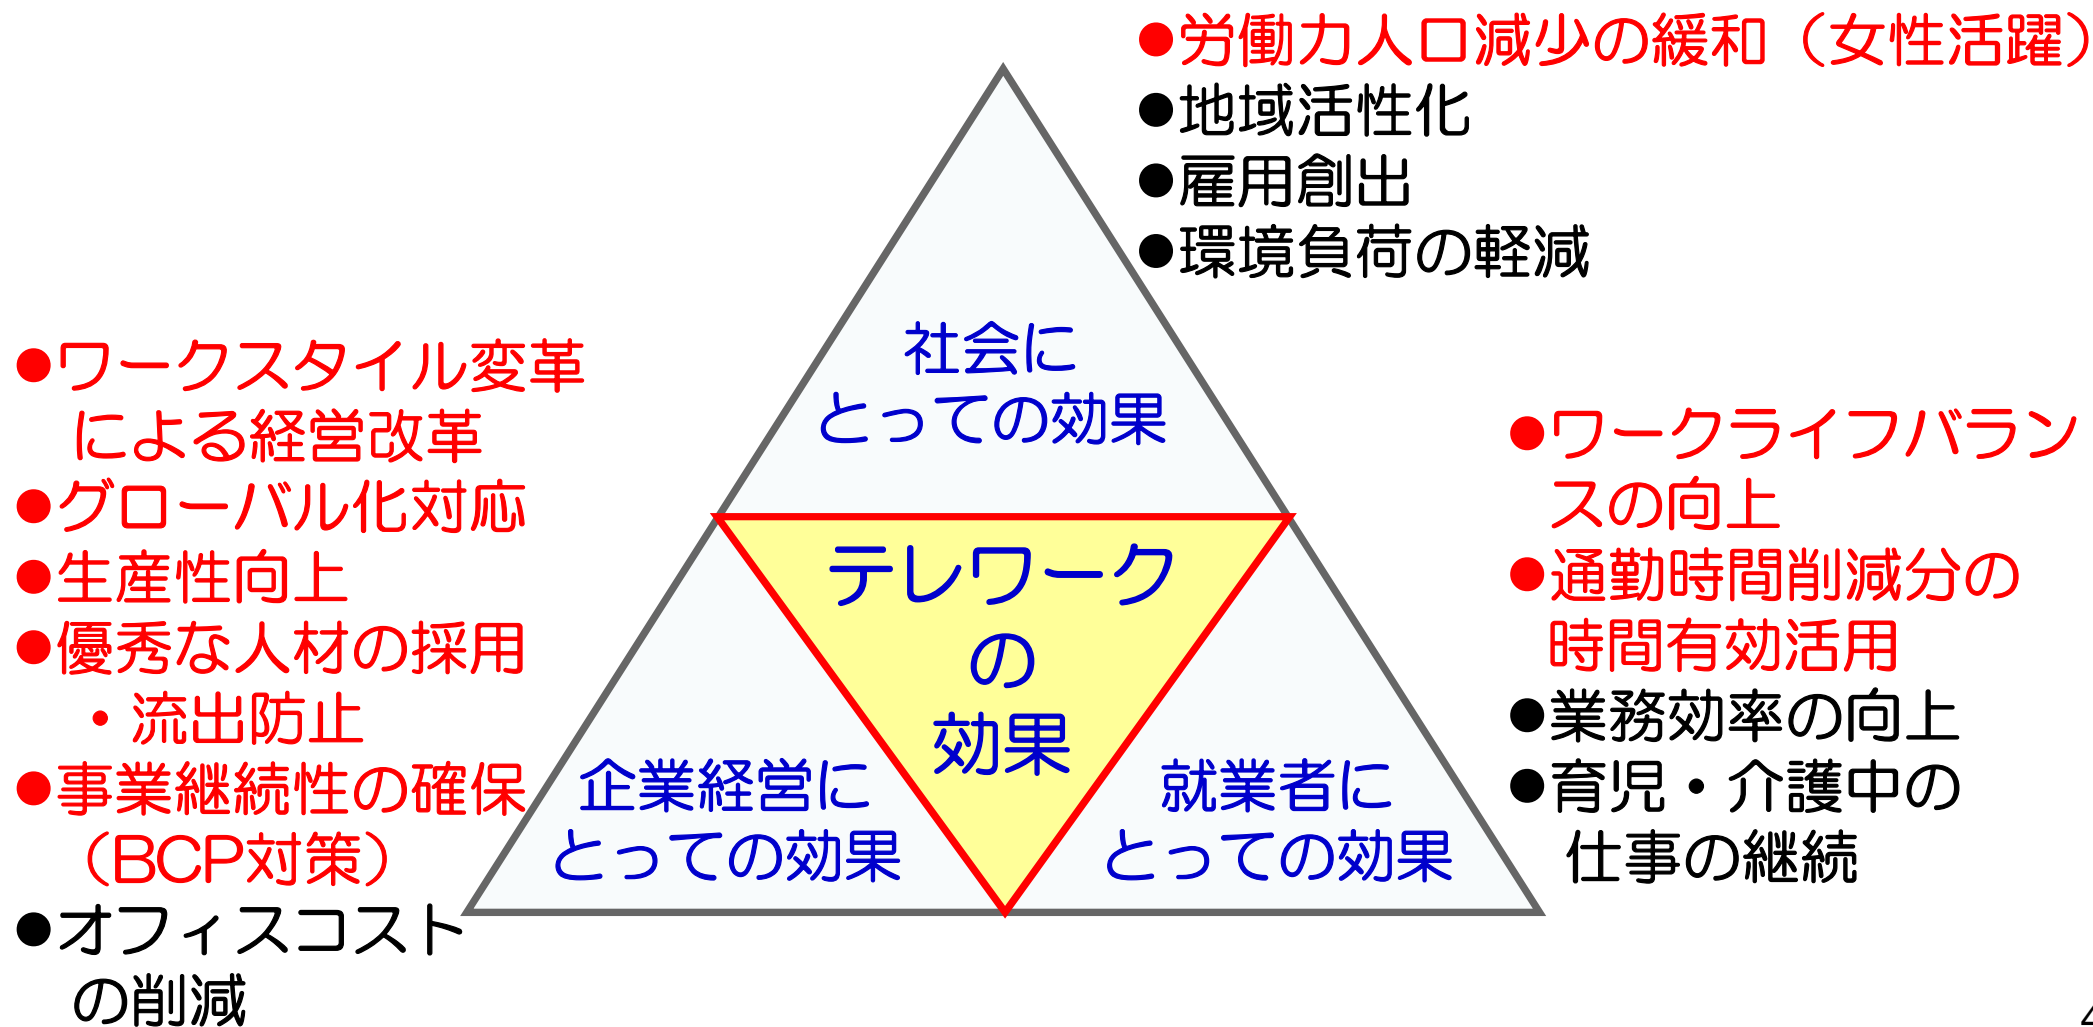 ●労働力人口減少の緩和（女性活躍）
●地域活性化
●雇用創出
●環境負荷の軽減
社会に
とっての効果
●ワークスタイル変革
による経営改革
●グローバル化対応
●生産性向上
●優秀な人材の採用
・流出防止
●事業継続性の確保
（BCP対策）
●オフィスコスト
の削減
テレワーク
の
効果
企業経営に
とっての効果
就業者に
とっての効果
●ワークライフバラン
スの向上
●通勤時間削減分の
時間有効活用
●業務効率の向上
●育児・介護中の
仕事の継続